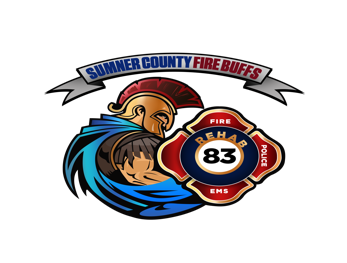 SUMNER COUNTY FIRE BUFFS
FIRE
REHAB
83
POLICE
EMS